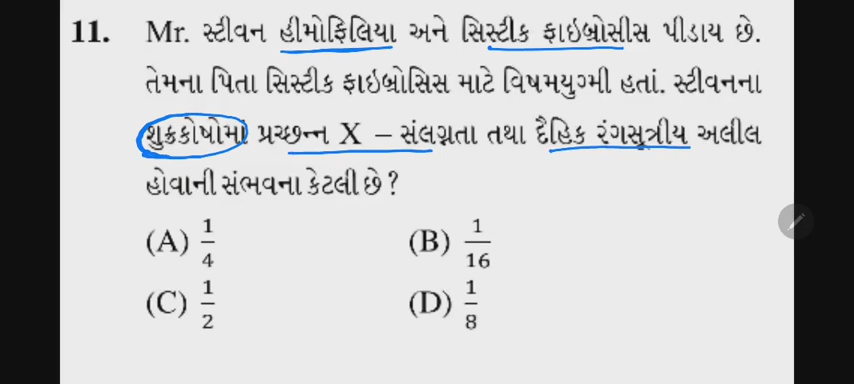 11. Mr. સ્ટીવન હીમોફિલિયા અને સિસ્ટીક ફાઇબ્રોસીસ પીડાય છે.
તેમના પિતા સિસ્ટીક ફાઇબ્રોસિસ માટે વિષમયુગ્મી હતાં. સ્ટીવનના
શુક્રકોષોમાં પ્રચ્છન્ન X – સંલગ્નતા તથા દૈહિક રંગસૂત્રીય અલીલ
હોવાની સંભવના કેટલી છે?
(A) 1/4 (B) 1/16
(C) 1/2 (D) 1/8